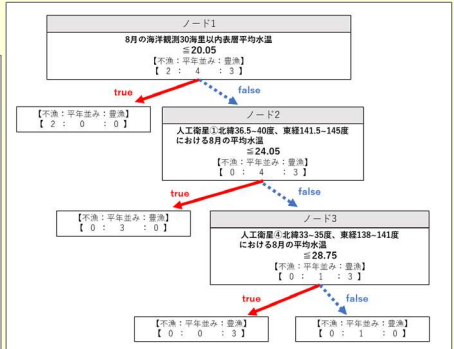 ノード1
8月の海洋観測30海里以内表層平均水温
≦20.05
【不漁：平年並み：豊漁】
【 2 ： 4 ： 3 】
true
false
【不漁：平年並み：豊漁】
【 2 ： 0 ： 0 】
ノード2
人工衛星①北緯36.5~40度、東経141.5~145度
における8月の平均水温
≦24.05
【不漁：平年並み：豊漁】
【 0 ： 4 ： 3 】
true
false
【不漁：平年並み：豊漁】
【 0 ： 3 ： 0 】
ノード3
人工衛星④北緯33~35度、東経138~141度
における8月の平均水温
≦28.75
【不漁：平年並み：豊漁】
【 0 ： 1 ： 3 】
true
false
【不漁：平年並み：豊漁】
【 0 ： 0 ： 3 】
【不漁：平年並み：豊漁】
【 0 ： 1 ： 0 】